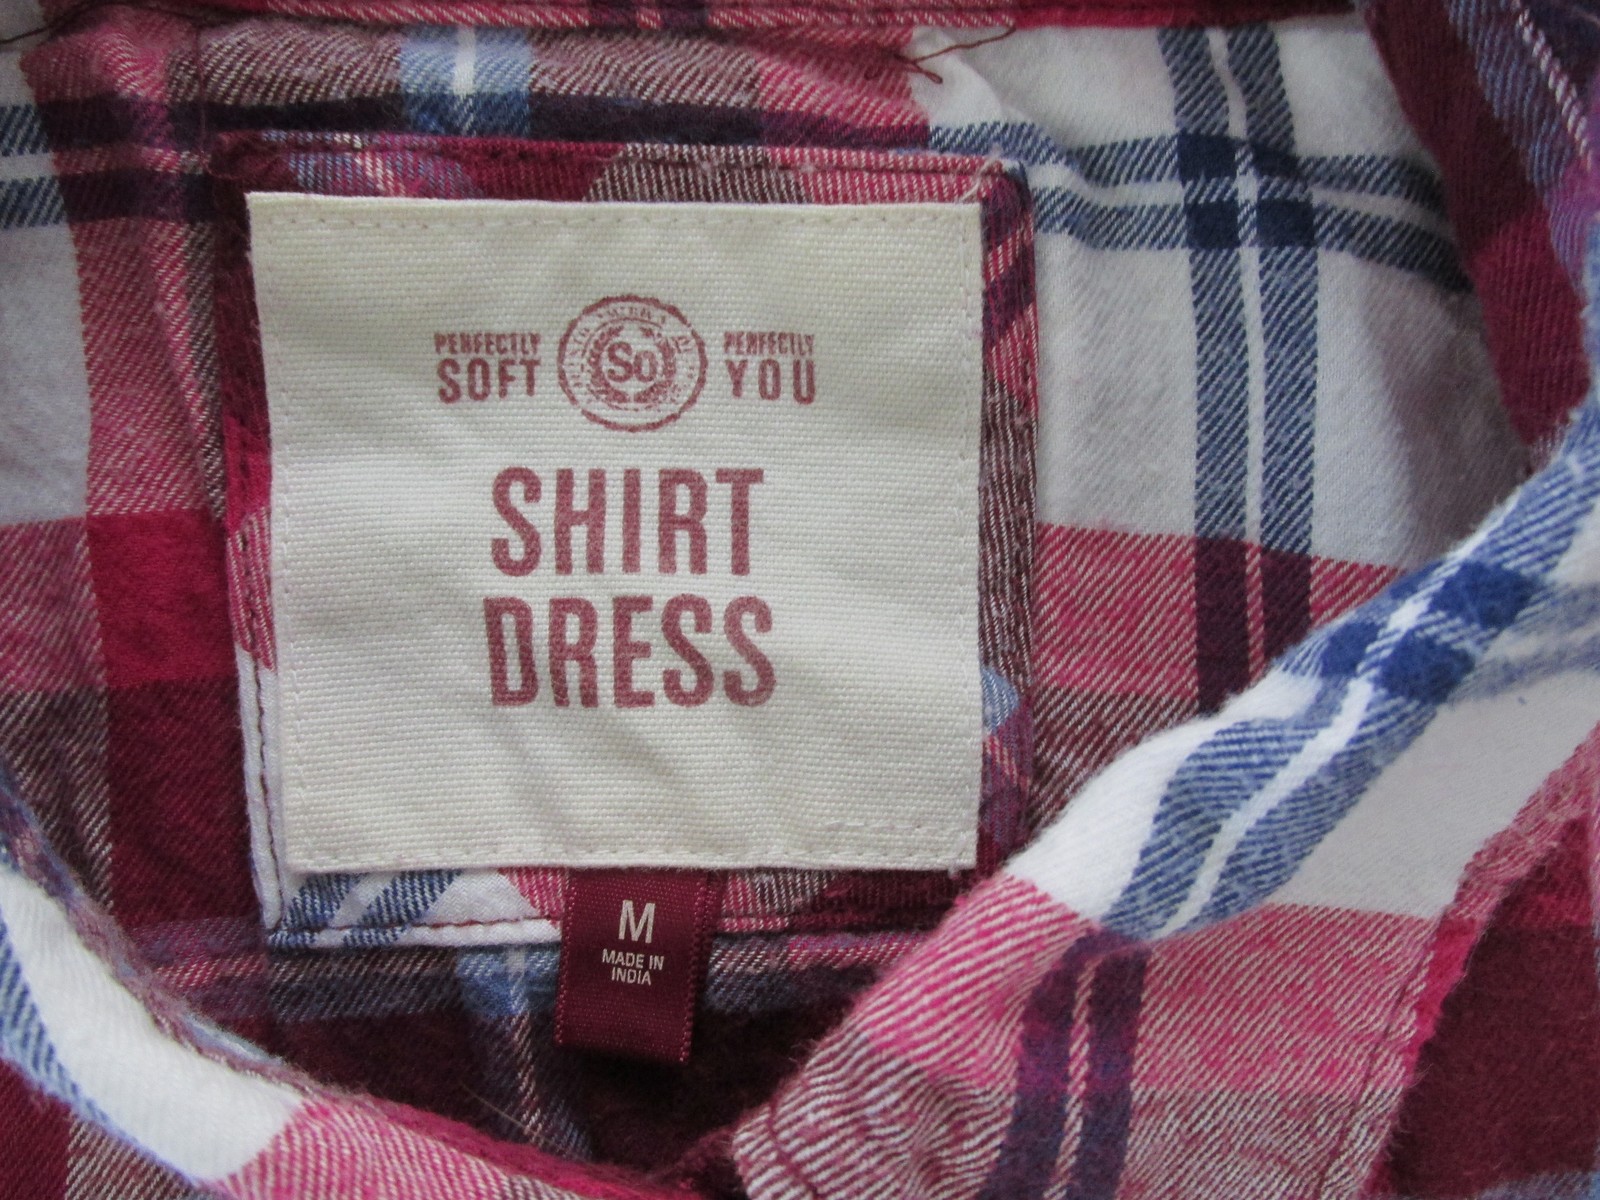 PERFECTLY
SOFT
So
PERFECTLY
YOU
SHIRT
DRESS
M
MADE IN
INDIA